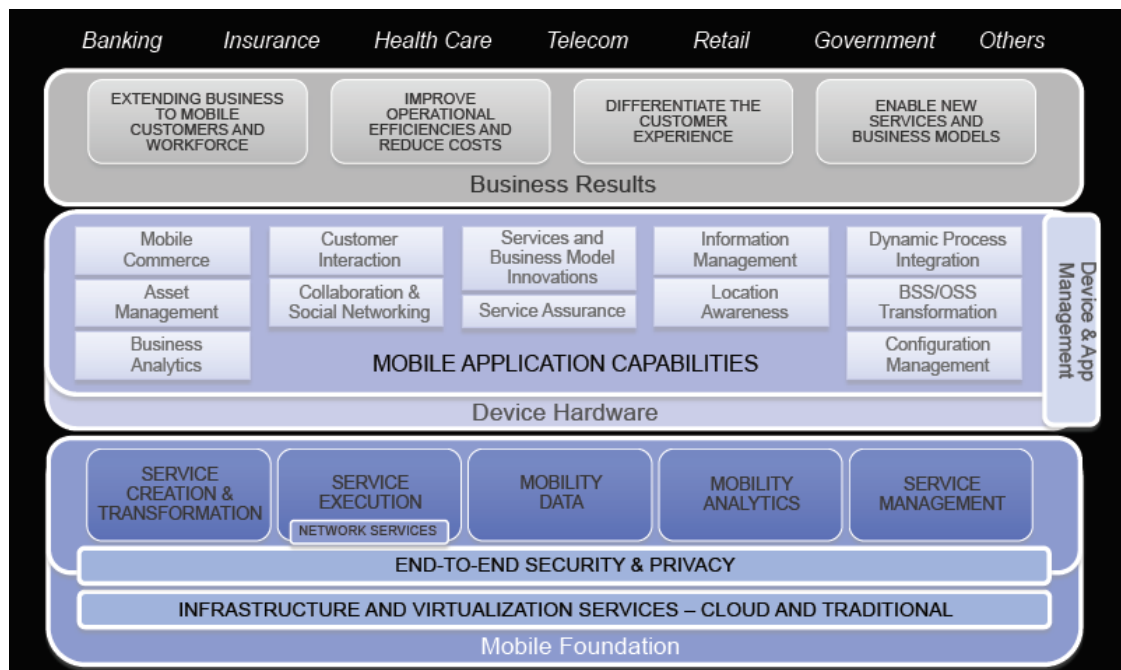 Banking Insurance Health Care Telecom Retail Government Others
EXTENDING BUSINESS
TO MOBILE
CUSTOMERS AND
WORKFORCE
IMPROVE
OPERATIONAL
EFFICIENCIES AND
REDUCE COSTS
DIFFERENTIATE THE
CUSTOMER
EXPERIENCE
ENABLE NEW
SERVICES AND
BUSINESS MODELS
Business Results
Mobile
Commerce
Asset
Management
Business
Analytics
Customer
Interaction
Collaboration &
Social Networking
Services and
Business Model
Innovations
Service Assurance
Information
Management
Location
Awareness
Dynamic Process
Integration
BSS/OSS
Transformation
Configuration
Management
MOBILE APPLICATION CAPABILITIES
Device & App
Management
Device Hardware
SERVICE
CREATION &
TRANSFORMATION
SERVICE
EXECUTION
NETWORK SERVICES
MOBILITY
DATA
MOBILITY
ANALYTICS
SERVICE
MANAGEMENT
END-TO-END SECURITY & PRIVACY
INFRASTRUCTURE AND VIRTUALIZATION SERVICES – CLOUD AND TRADITIONAL
Mobile Foundation